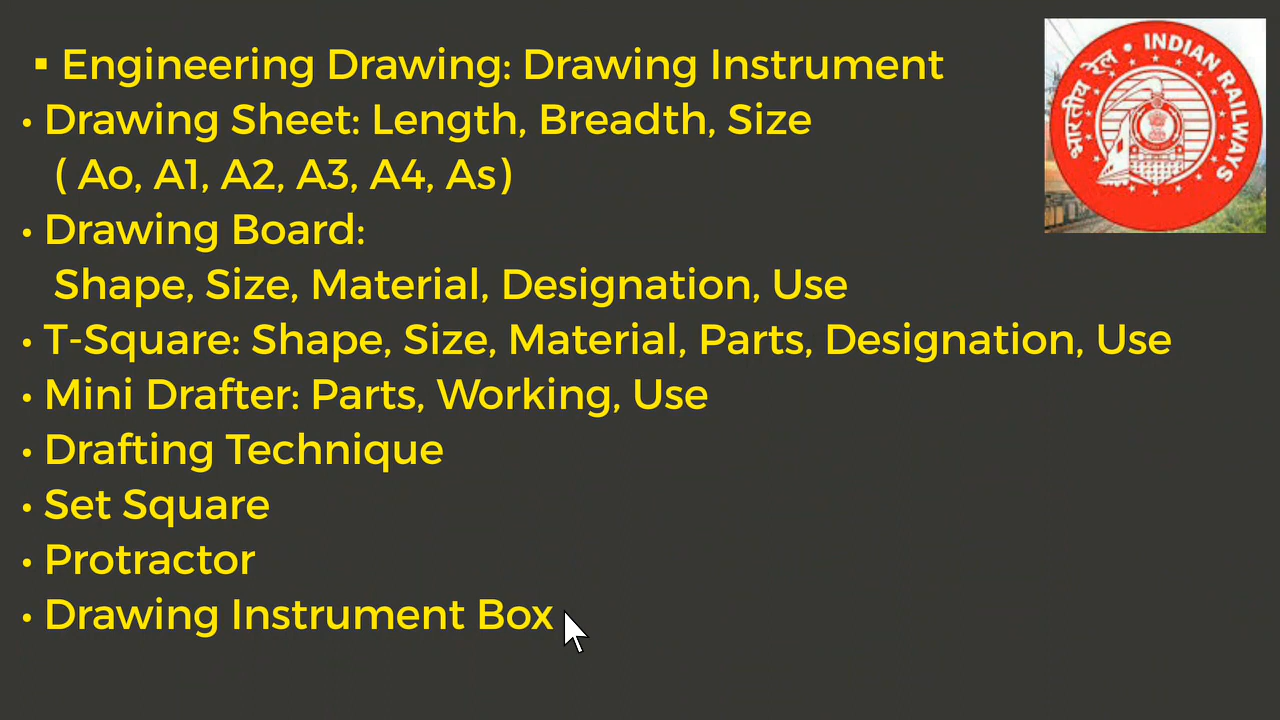 ▪ Engineering Drawing: Drawing Instrument
• Drawing Sheet: Length, Breadth, Size
( Ao, A1, A2, A3, A4, As )
• Drawing Board:
Shape, Size, Material, Designation, Use
• T-Square: Shape, Size, Material, Parts, Designation, Use
• Mini Drafter: Parts, Working, Use
• Drafting Technique
• Set Square
• Protractor
• Drawing Instrument Box
भारतीय रेल • INDIAN RAILWAYS